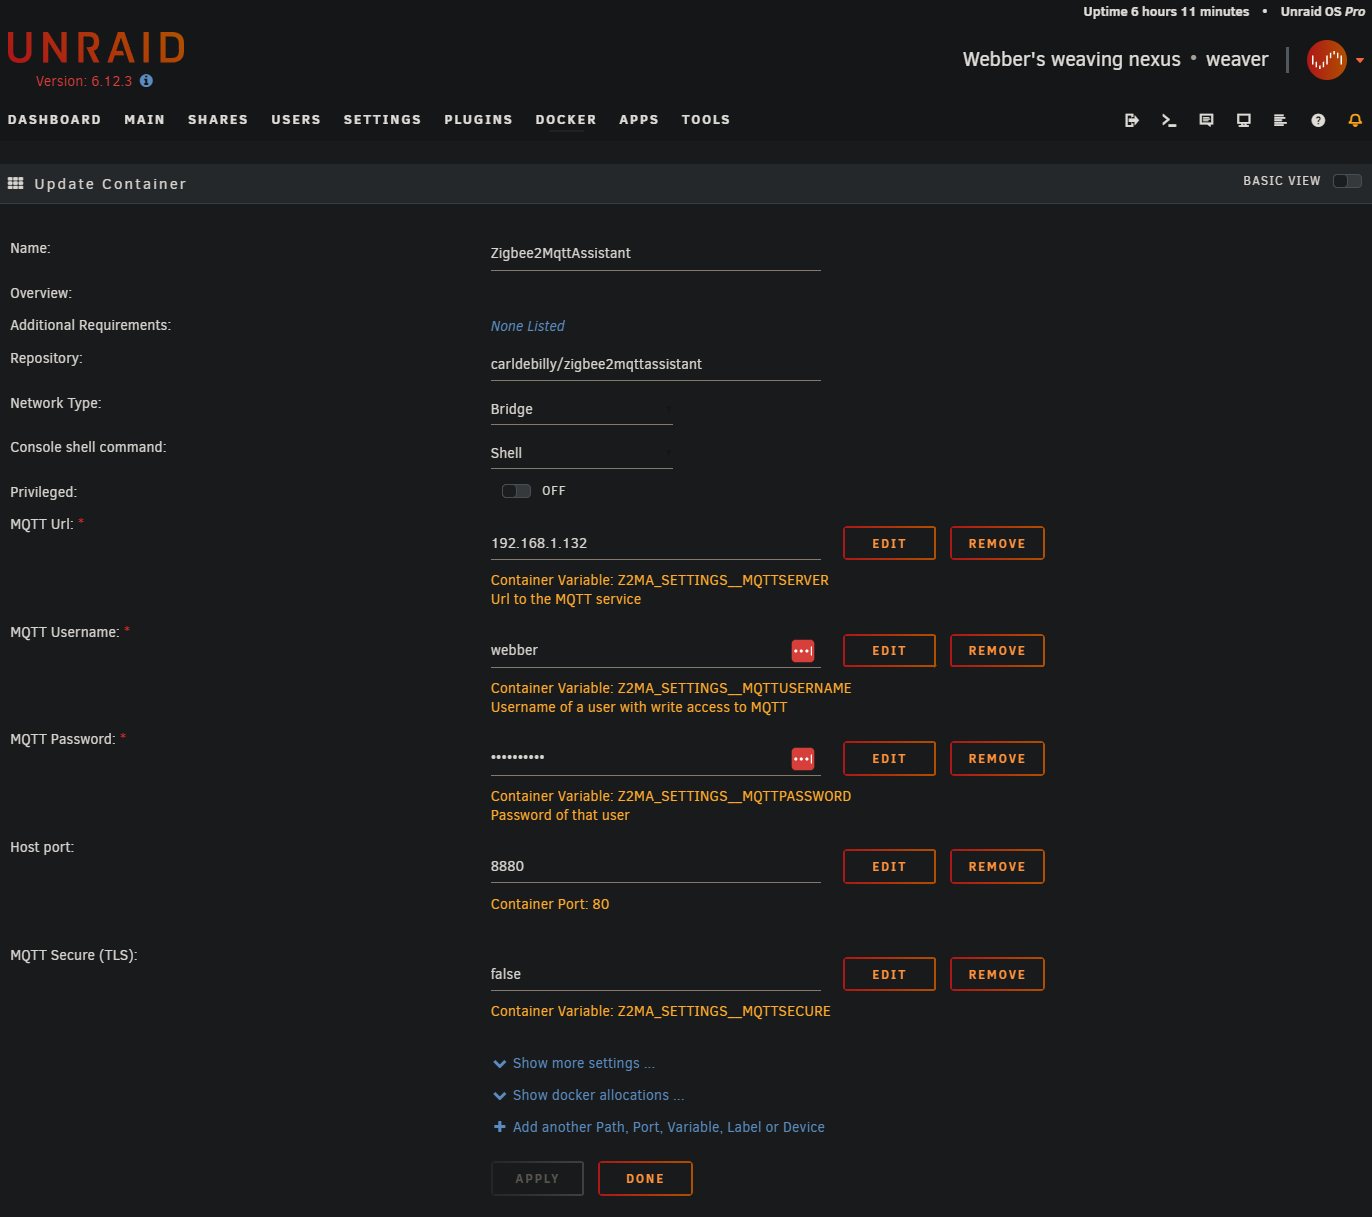 Uptime 6 hours 11 minutes • Unraid OS Pro
UNRAID
Version: 6.12.3
Webber's weaving nexus • weaver
DASHBOARD MAIN SHARES USERS SETTINGS PLUGINS DOCKER APPS TOOLS
Update Container
BASIC VIEW
Name:
Zigbee2MqttAssistant
Overview:
Additional Requirements:
None Listed
Repository:
carldebilly/zigbee2mqttassistant
Network Type:
Bridge
Console shell command:
Shell
Privileged:
OFF
MQTT Url: *
192.168.1.132
EDIT REMOVE
Container Variable: Z2MA_SETTINGS__MQTTSERVER
Url to the MQTT service
MQTT Username: *
webber
EDIT REMOVE
Container Variable: Z2MA_SETTINGS__MQTTUSERNAME
Username of a user with write access to MQTT
MQTT Password: *
••••••••••
EDIT REMOVE
Container Variable: Z2MA_SETTINGS__MQTTPASSWORD
Password of that user
Host port:
8880
EDIT REMOVE
Container Port: 80
MQTT Secure (TLS):
false
EDIT REMOVE
Container Variable: Z2MA_SETTINGS__MQTTSECURE
Show more settings ...
Show docker allocations ...
Add another Path, Port, Variable, Label or Device
APPLY DONE